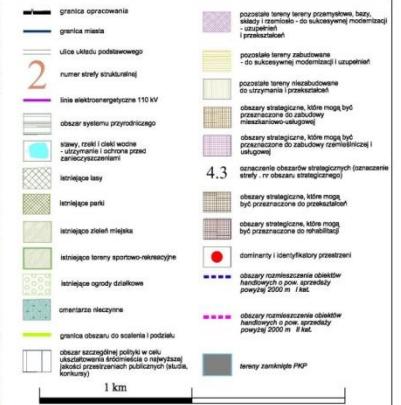 granica opracowania
granica miasta
ulice układu podstawowego
2
numer strefy strukturalnej
linie elektroenergetyczne 110 kV
obszar systemu przyrodniczego
stawy, rzeki i cieki wodne
- utrzymanie i ochrona przed
zanieczyszczeniami
istniejące lasy
istniejące parki
istniejąca zieleń miejska
istniejące tereny sportowo-rekreacyjne
istniejące ogrody działkowe
cmentarze nieczynne
granica obszaru do scalenia i podziału
obszar szczególnej polityki w celu
ukształtowania śródmieścia o najwyższej
jakości przestrzeniach publicznych (studia,
konkursy)
1 km
pozostałe tereny tereny przemysłowe, bazy,
składy i rzemiosło - do sukcesywnej modernizacji
- uzupełnień
i przekształceń
pozostałe tereny zabudowane
- do sukcesywnej modernizacji i uzupełnień
pozostałe tereny niezabudowane
do utrzymania i przekształceń
obszary strategiczne, które mogą być
przeznaczone do zabudowy
mieszkaniowo-usługowej
obszary strategiczne, które mogą być
przeznaczone do zabudowy rzemieślniczej i
usługowej
4.3
oznaczenie obszarów strategicznych (oznaczenie
strefy . nr obszaru strategicznego)
obszary strategiczne, które mogą
być przeznaczone do przekształceń
obszary strategiczne, które mogą
być przeznaczone do rehabilitacji
dominanty i identyfikatory przestrzeni
obszary rozmieszczenia obiektów
handlowych o pow. sprzedaży
powyżej 2000 m I kat.
obszary rozmieszczenia obiektów
handlowych o pow. sprzedaży
powyżej 2000 m II kat.
tereny zamknięte PKP